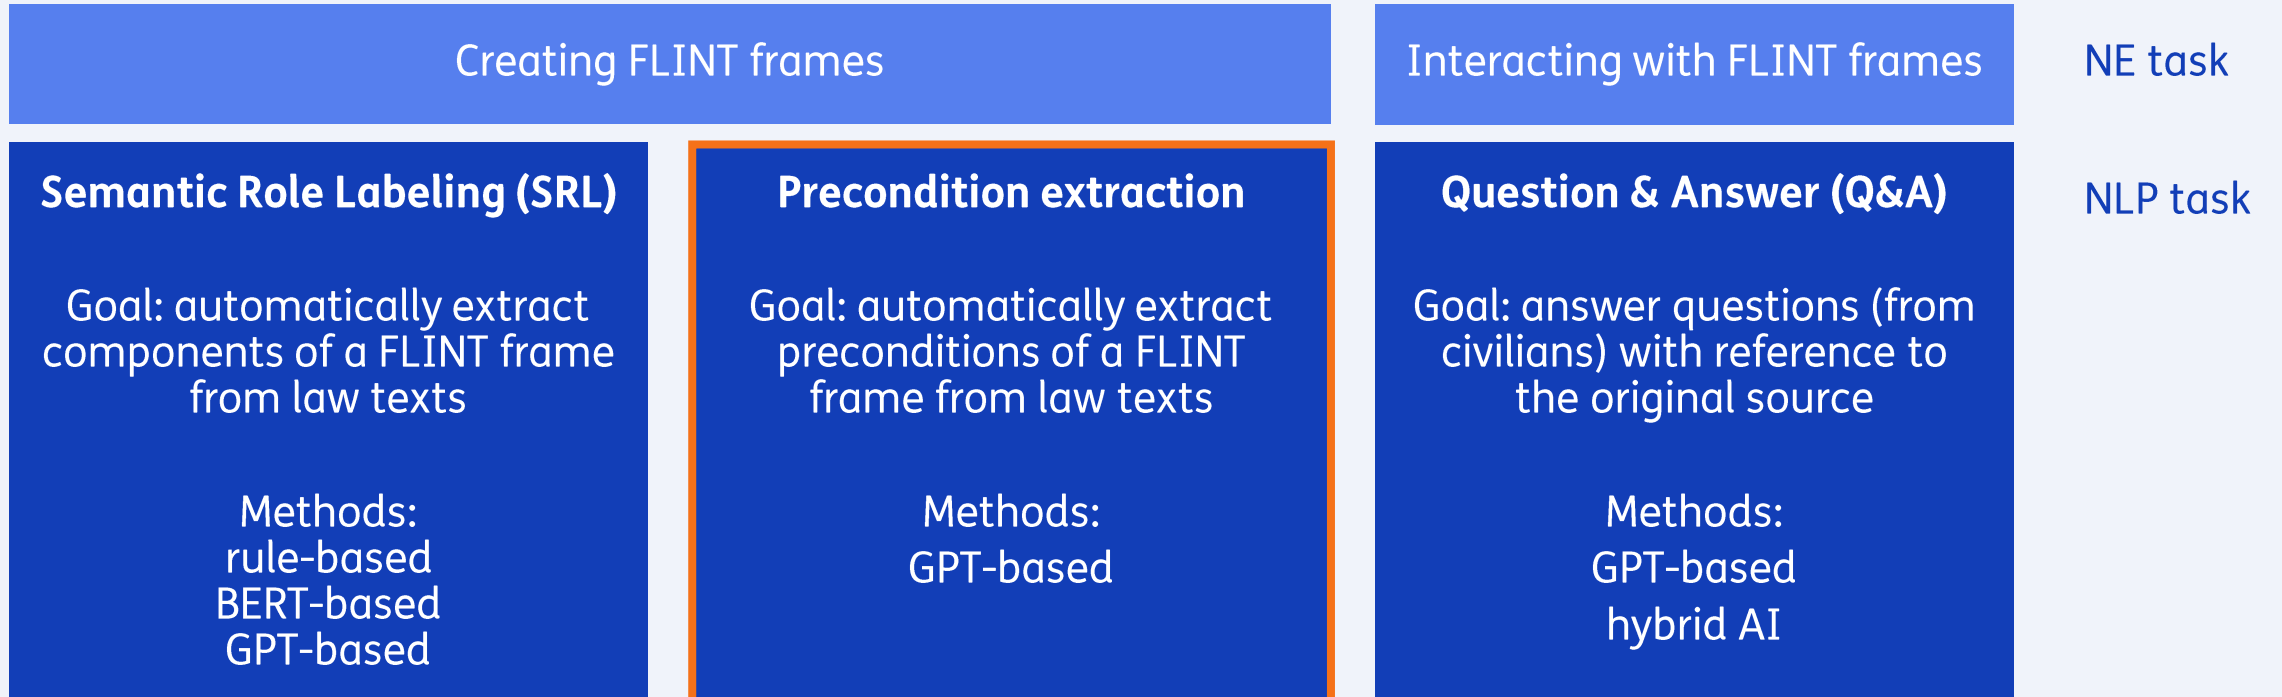 Creating FLINT frames
Interacting with FLINT frames
NE task
Semantic Role Labeling (SRL)
Goal: automatically extract
components of a FLINT frame
from law texts
Methods:
rule-based
BERT-based
GPT-based
Precondition extraction
Goal: automatically extract
preconditions of a FLINT
frame from law texts
Methods:
GPT-based
Question & Answer (Q&A)
Goal: answer questions (from
civilians) with reference to
the original source
Methods:
GPT-based
hybrid AI
NLP task